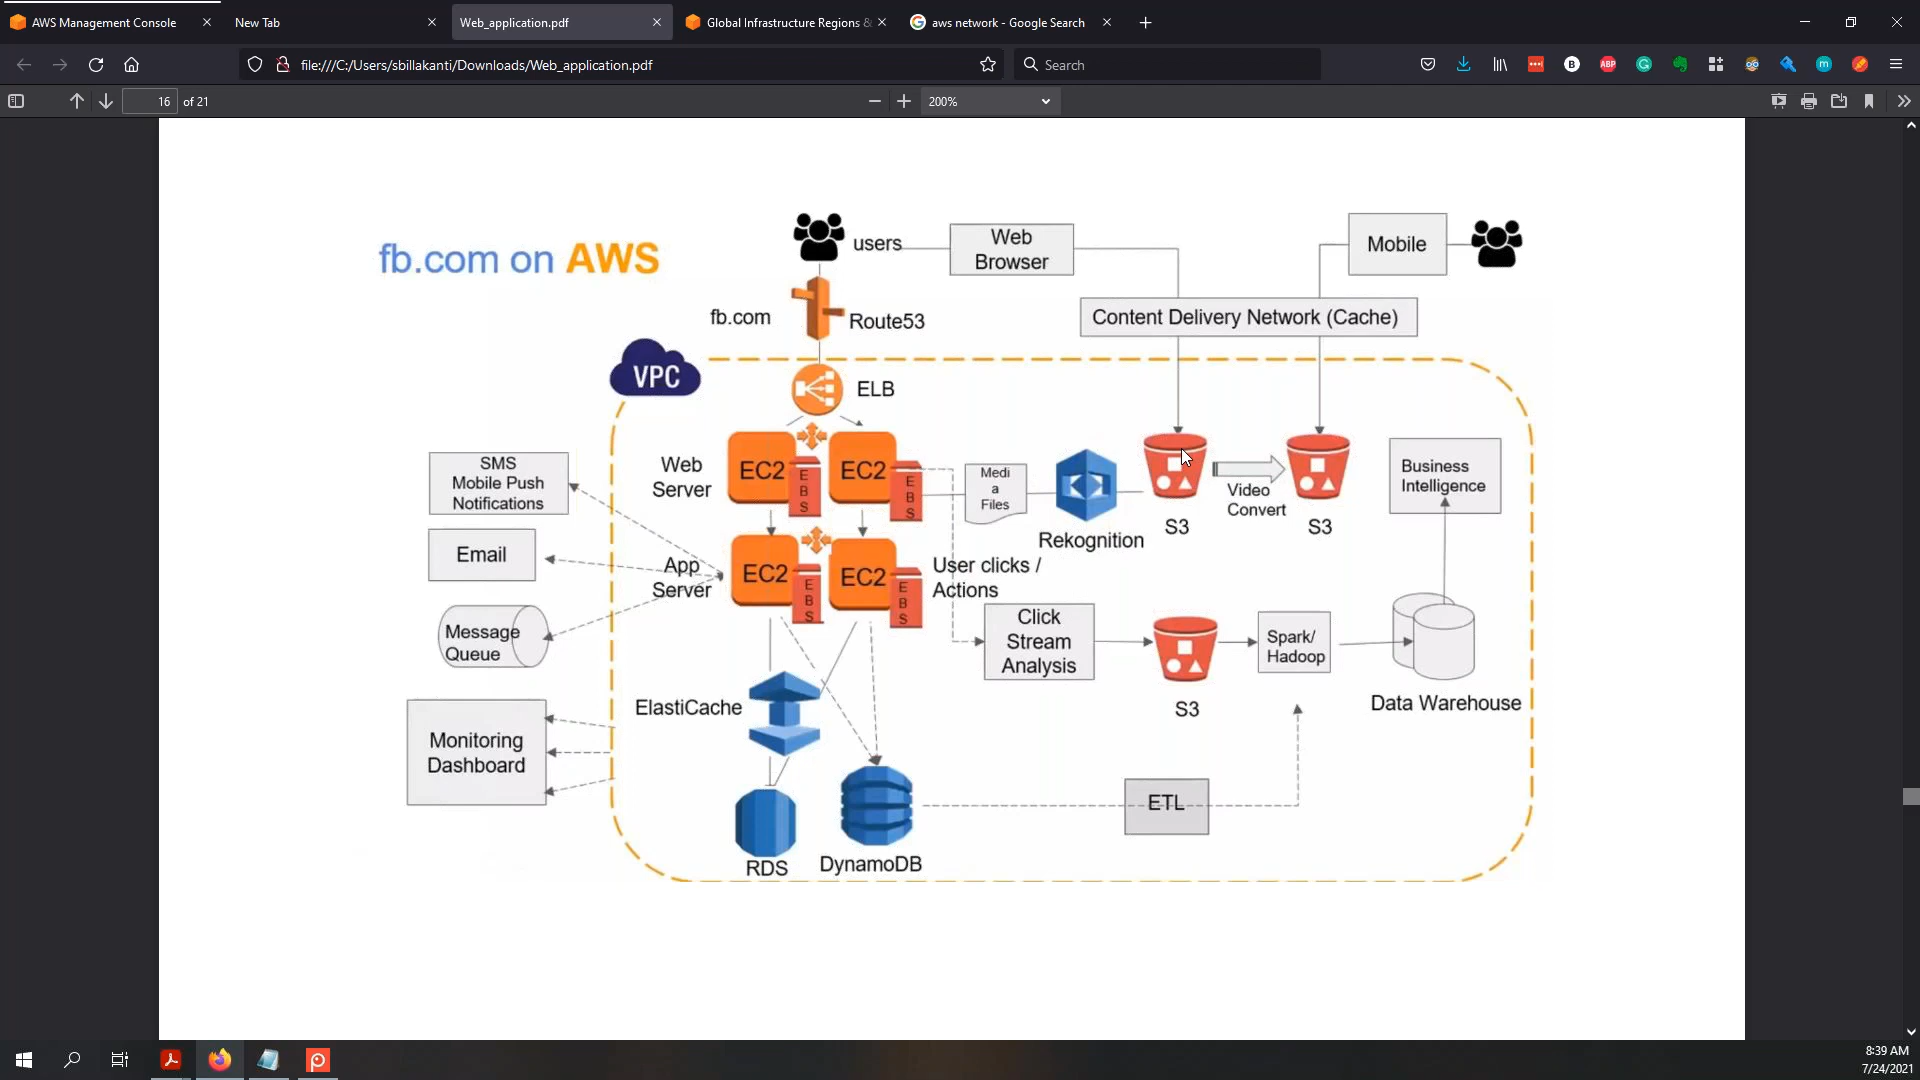 AWS Management Console
New Tab
Web_application.pdf
Global Infrastructure Regions &
aws network - Google Search
file:///C:/Users/sbillakanti/Downloads/Web_application.pdf
Search
16 of 21
200%
fb.com on AWS
users
Web
Browser
Mobile
fb.com
Route53
Content Delivery Network (Cache)
VPC
ELB
SMS
Mobile Push
Notifications
Web
Server
EC2
EBS
EC2
EBS
Medi
a
Files
Rekognition
S3
Video
Convert
S3
Business
Intelligence
Email
App
Server
EC2
EBS
EC2
EBS
User clicks /
Actions
Message
Queue
Click
Stream
Analysis
S3
Spark/
Hadoop
Data Warehouse
ElastiCache
Monitoring
Dashboard
RDS
DynamoDB
ETL
8:39 AM
7/24/2021